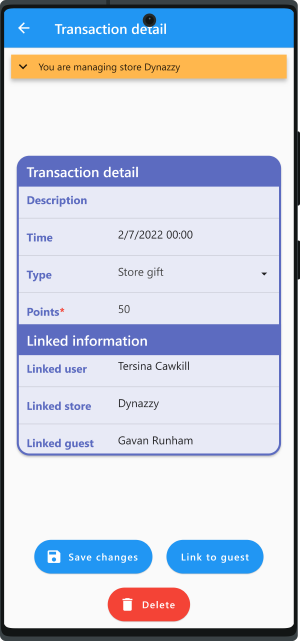 Transaction detail
You are managing store Dynazzy
Transaction detail
Description
Time 2/7/2022 00:00
Type Store gift
Points* 50
Linked information
Linked user Tersina Cawkill
Linked store Dynazzy
Linked guest Gavan Runham
Save changes Link to guest
Delete